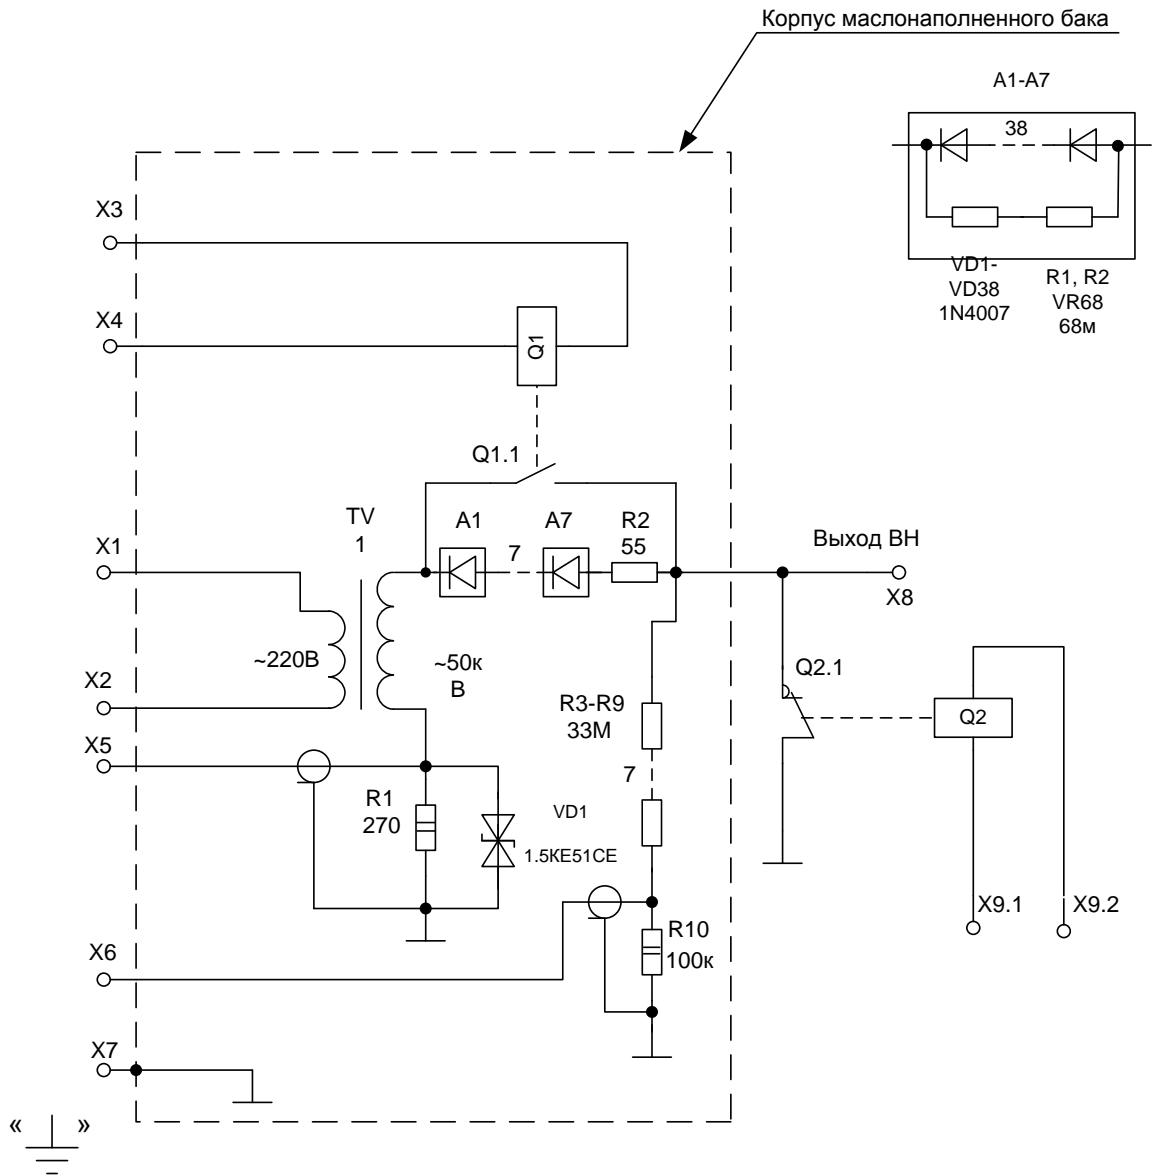 Корпус маслонаполненного бака
A1-A7
38
VD1-
VD38
1N4007
R1, R2
VR68
68м
X3
X4
Q1
Q1.1
TV
1
A1
7
A7
R2
55
Выход ВН
X8
X1
~220В
~50к
В
X2
X5
R3-R9
33М
7
Q2.1
Q2
R1
270
VD1
1.5KE51CE
X9.1
X9.2
R10
100к
X6
X7
« »